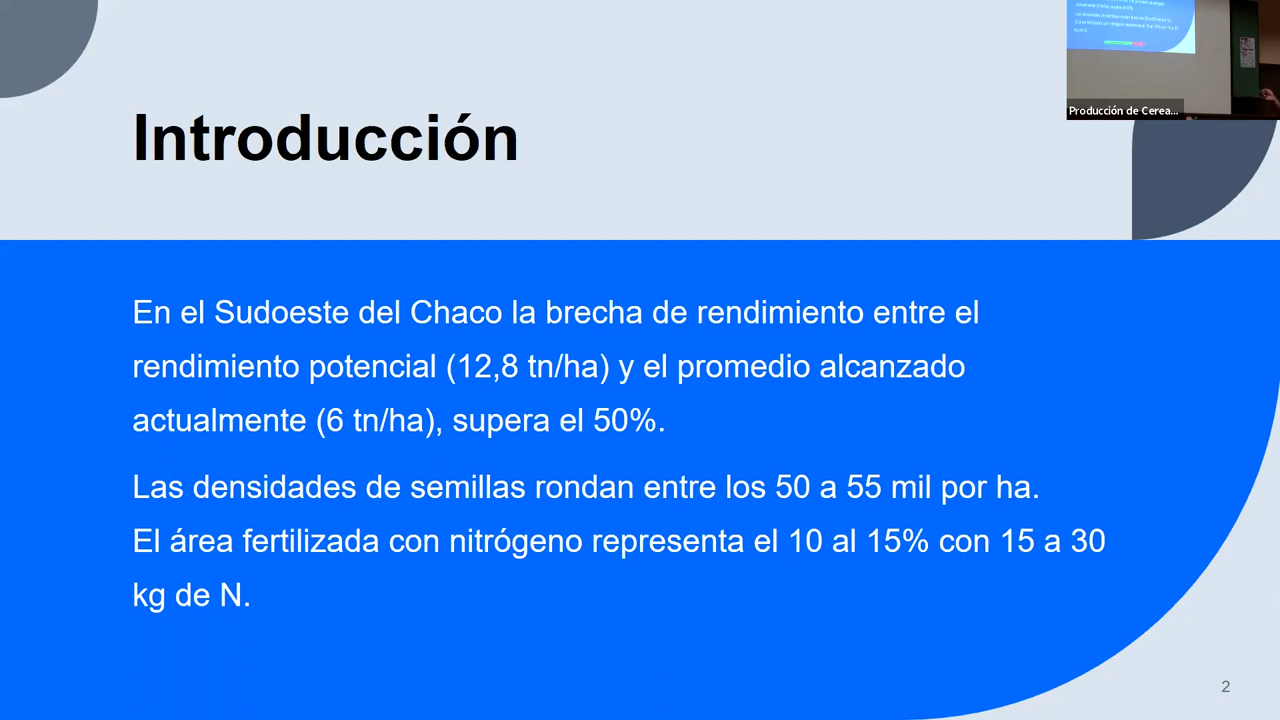 Introducción
Producción de Cerea...
En el Sudoeste del Chaco la brecha de rendimiento entre el
rendimiento potencial (12,8 tn/ha) y el promedio alcanzado
actualmente (6 tn/ha), supera el 50%.
Las densidades de semillas rondan entre los 50 a 55 mil por ha.
El área fertilizada con nitrógeno representa el 10 al 15% con 15 a 30
kg de N.
2